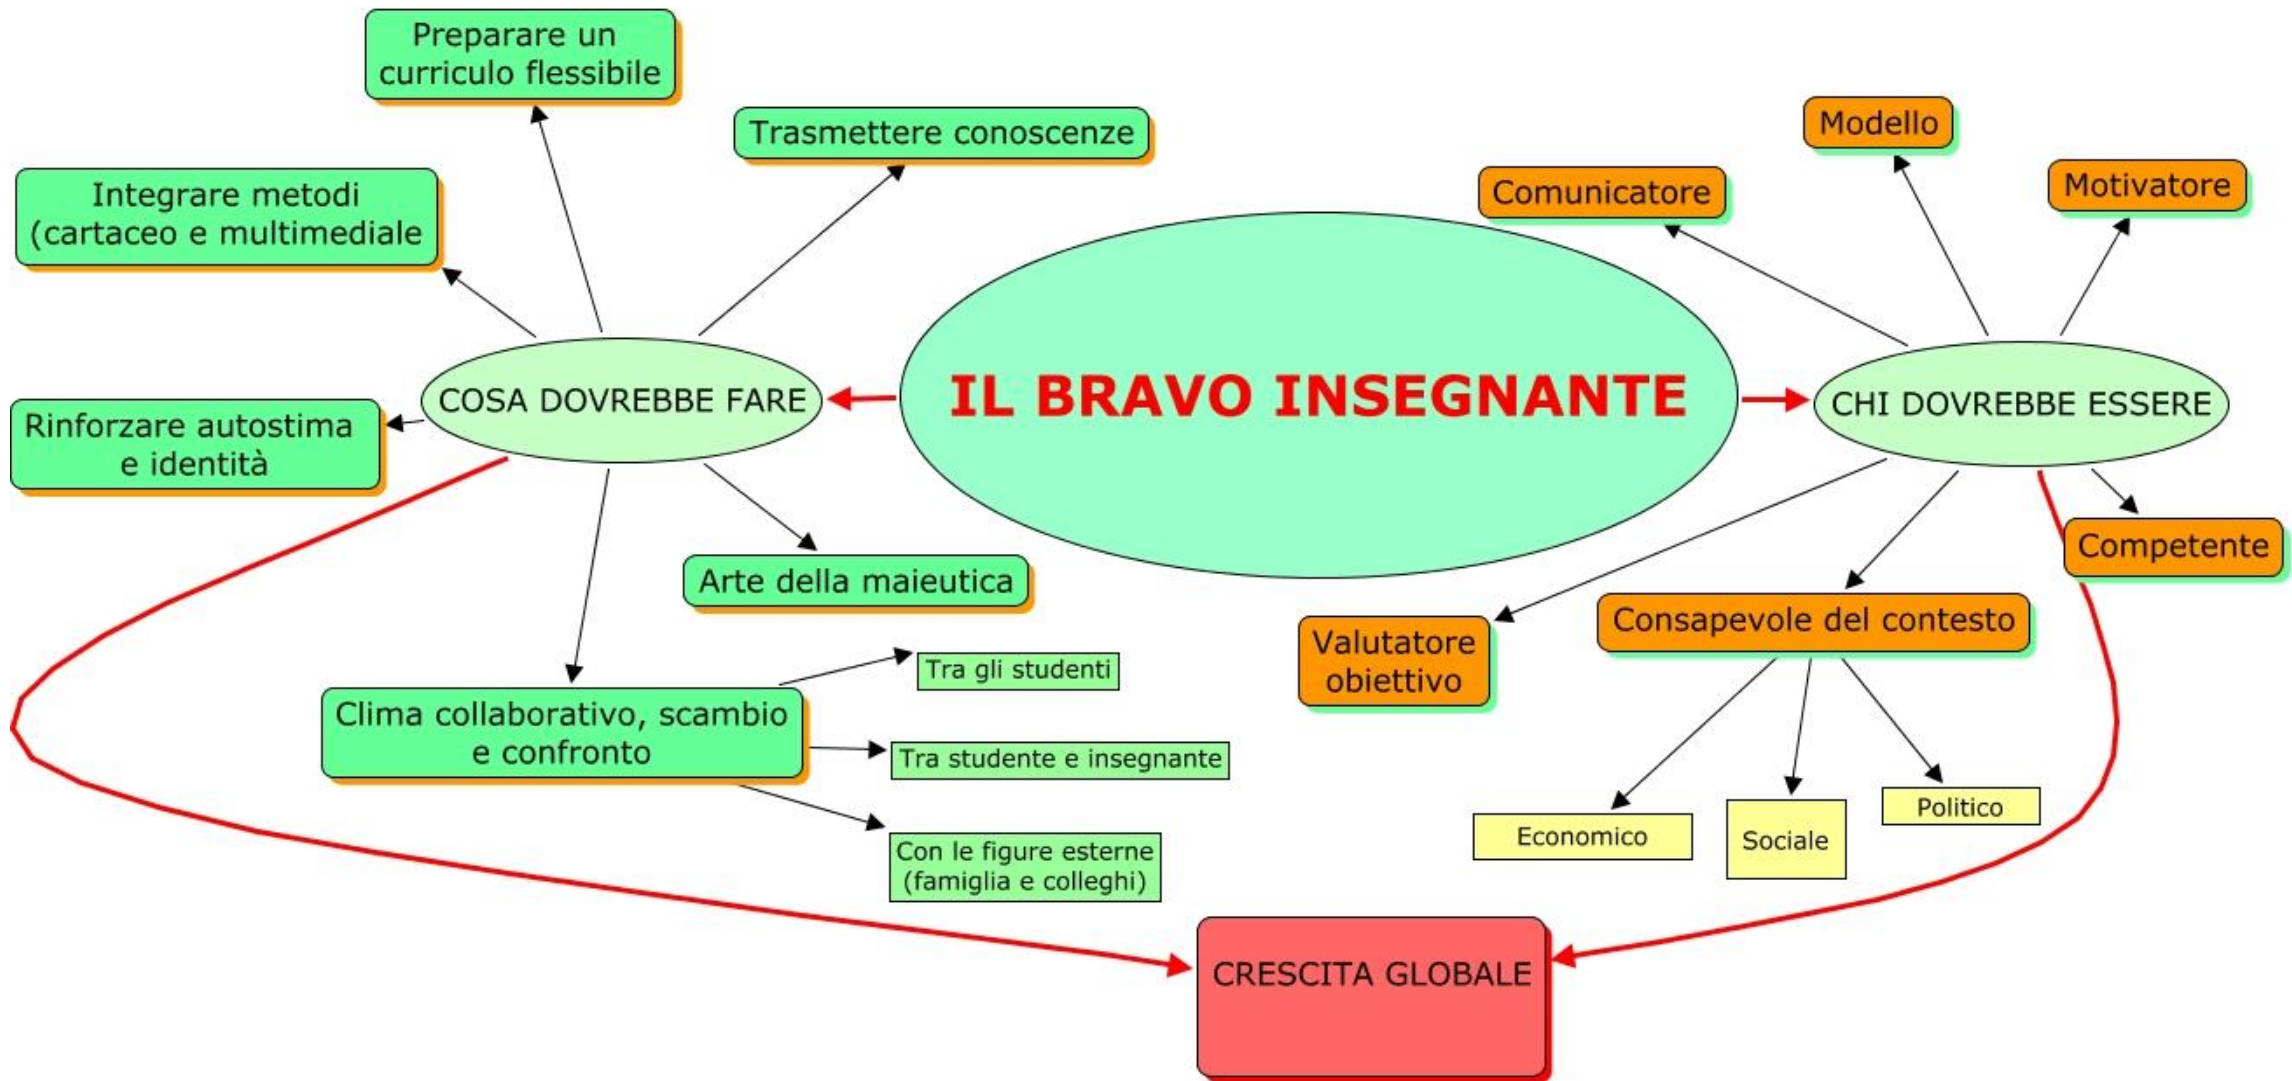 Preparare un
curriculo flessibile
Trasmettere conoscenze
Integrare metodi
(cartaceo e multimediale
Modello
Comunicatore
Motivatore
COSA DOVREBBE FARE
IL BRAVO INSEGNANTE
CHI DOVREBBE ESSERE
Rinforzare autostima
e identità
Arte della maieutica
Competente
Consapevole del contesto
Valutatore
obiettivo
Clima collaborativo, scambio
e confronto
Tra gli studenti
Tra studente e insegnante
Con le figure esterne
(famiglia e colleghi)
Economico
Sociale
Politico
CRESCITA GLOBALE